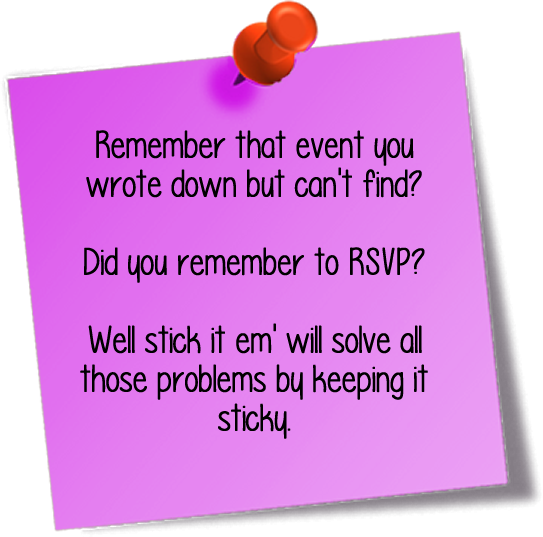 Remember that event you
wrote down but can't find?
Did you remember to RSVP?
Well stick it em' will solve all
those problems by keeping it
sticky.